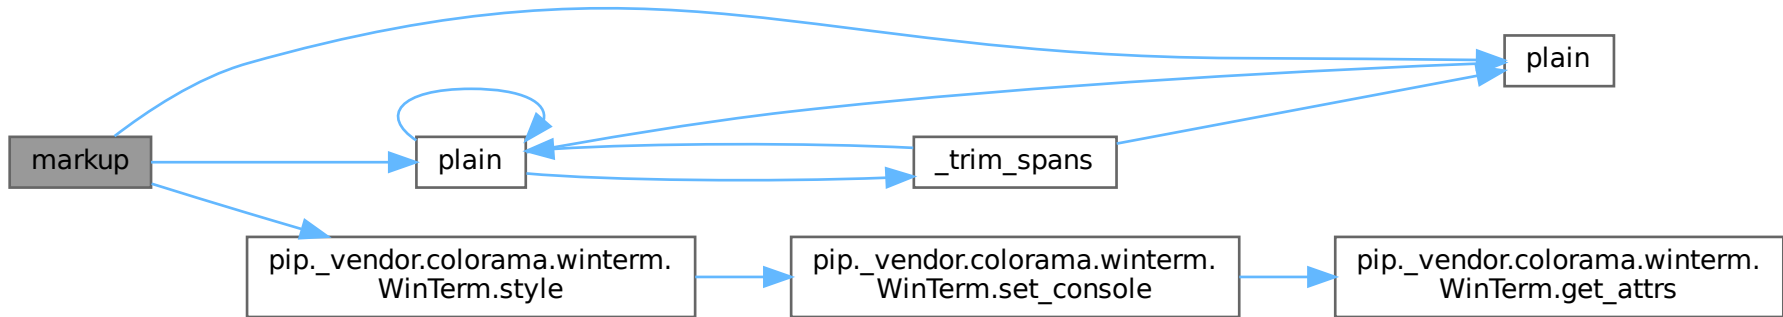 plain
markup
plain
_trim_spans
pip._vendor.colorama.winterm.
WinTerm.style
pip._vendor.colorama.winterm.
WinTerm.set_console
pip._vendor.colorama.winterm.
WinTerm.get_attrs